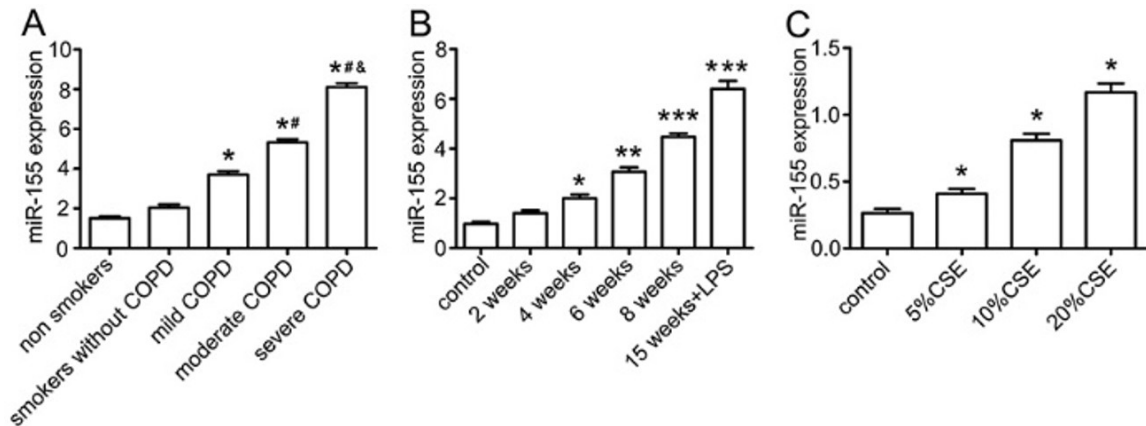 A
miR-155 expression
10
8
6
4
2
0
*
*#
*#&
non smokers
smokers without COPD
mild COPD
moderate COPD
severe COPD
B
miR-155 expression
8
6
4
2
0
*
**
***
***
control
2 weeks
4 weeks
6 weeks
8 weeks
15 weeks+LPS
C
miR-155 expression
1.5
1.0
0.5
0.0
*
*
*
control
5%CSE
10%CSE
20%CSE